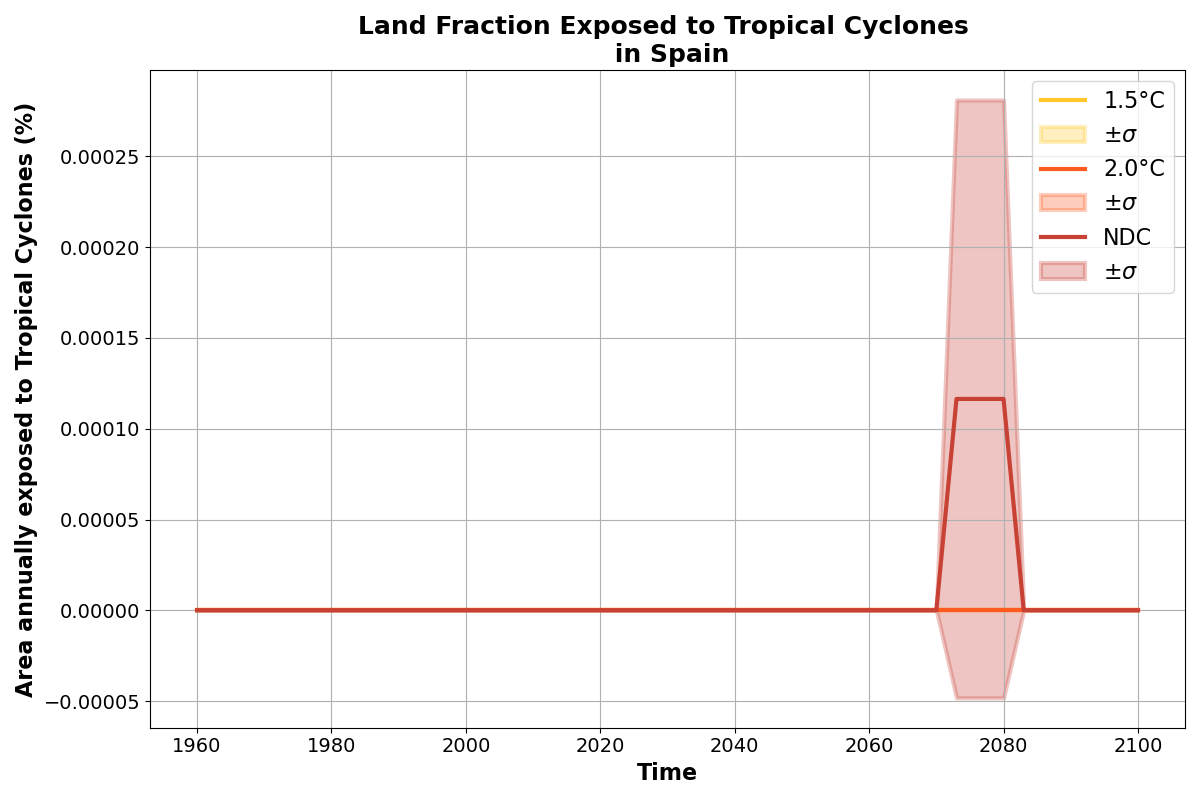 Land Fraction Exposed to Tropical Cyclones
in Spain
Area annually exposed to Tropical Cyclones (%)
0.00025
0.00020
0.00015
0.00010
0.00005
0.00000
−0.00005
1960 1980 2000 2020 2040 2060 2080 2100
Time
1.5°C
±σ
2.0°C
±σ
NDC
±σ